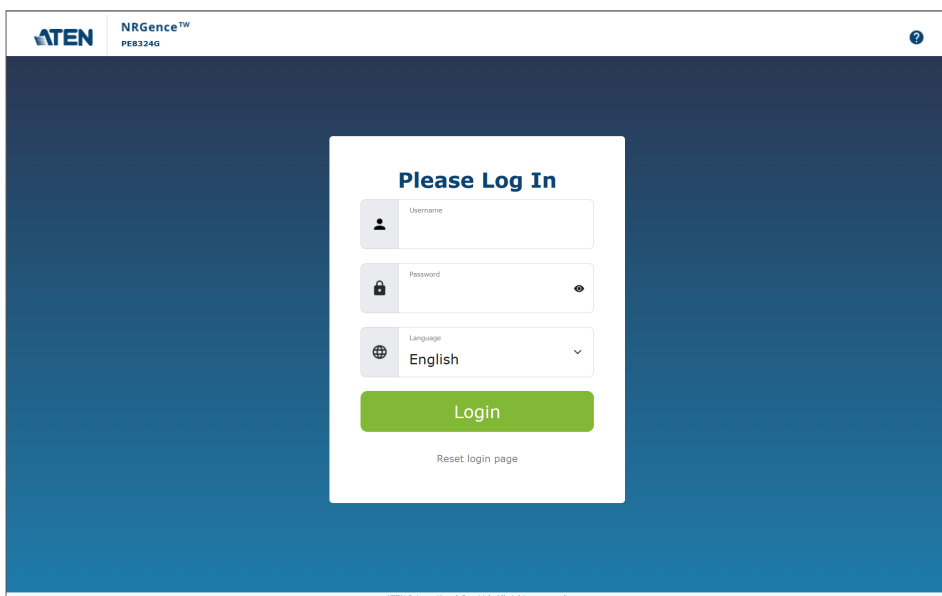 ATEN
NRGence™
PE8324G
Please Log In
Username
Password
Language
English
Login
Reset login page